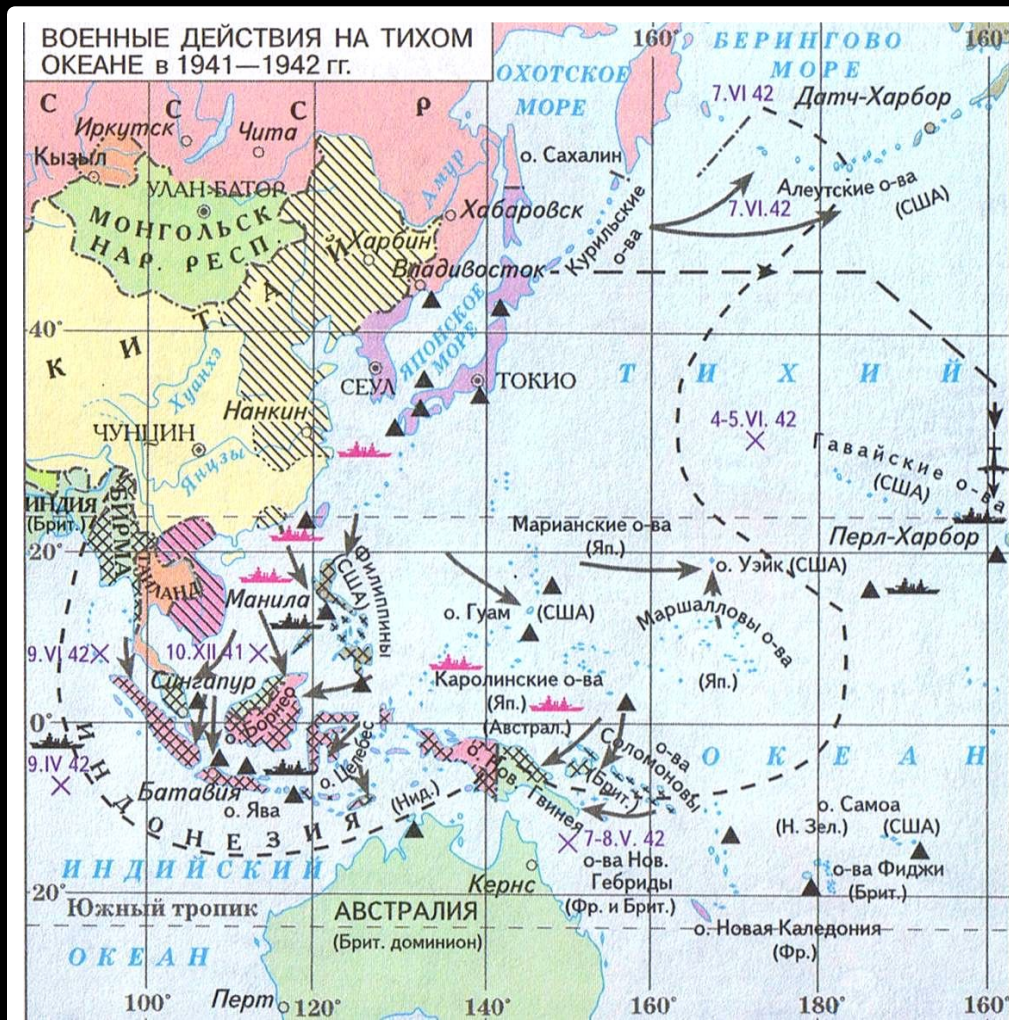 ВОЕННЫЕ ДЕЙСТВИЯ НА ТИХОМ
ОКЕАНЕ в 1941—1942 гг.
160°
БЕРИНГОВО
МОРЕ
160°
ОХОТСКОЕ
МОРЕ
С С С Р
7.VI 42
Датч-Харбор
Иркутск
Чита
Кызыл
о. Сахалин
Амур
УЛАН-БАТОР
Алеутские о-ва
(США)
7.VI.42
МОНГОЛЬСК.
НАР. РЕСП.
Хабаровск
Курильские
о-ва
Харбин
Владивосток
КИТАЙ
40°
ЯПОНСКОЕ
МОРЕ
Хуанхэ
СЕУЛ
ТОКИО
ТИХИЙ
Нанкин
4-5.VI. 42
ЧУНЦИН
Янцзы
Гавайские о-ва
(США)
ИНДИЯ
(Брит.)
БИРМА
Перл-Харбор
20°
Марианские о-ва
(Яп.)
ТАИЛАНД
Филиппины
(США)
о. Уэйк (США)
Манила
о. Гуам
(США)
Маршалловы о-ва
(Яп.)
9.VI 42
10.XII 41
Сингапур
Каролинские о-ва
(Яп.)
(Австрал.)
Борнео
0°
о. Целебес
о. Нов. Гвинея
Соломоновы
о-ва
(Брит.)
ОКЕАН
9.IV 42
Батавия
о. Ява
(Нид.)
ИНДОНЕЗИЯ
7-8.V. 42
о. Самоа
(Н. Зел.)
(США)
о-ва Нов.
Гебриды
(Фр. и Брит.)
о-ва Фиджи
(Брит.)
ИНДИЙСКИЙ
20°
Кернс
Южный тропик
АВСТРАЛИЯ
(Брит. доминион)
о. Новая Каледония
(Фр.)
ОКЕАН
Перт
100°
120°
140°
160°
180°
160°